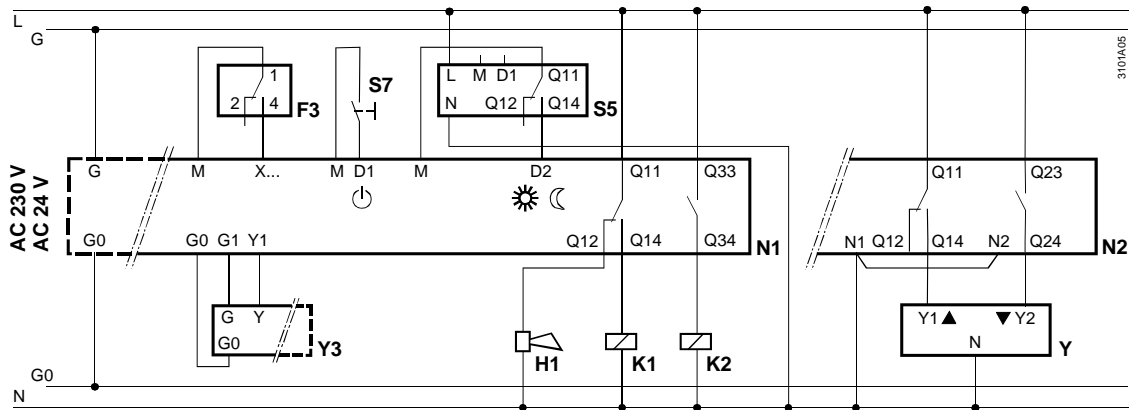 L
G
3101A05
1
2 4
F3
S7
L M D1 Q11
N Q12 Q14
S5
AC 230 V
AC 24 V
G M X... M D1 M D2 Q11 Q33
Q11 Q23
G0 G0 G1 Y1 Q12 Q14 Q34
N1
N1 Q12 Q14 N2 Q24
N2
G Y
G0
Y3
H1
K1
K2
Y1 ▲ ▼ Y2
N
Y
G0
N